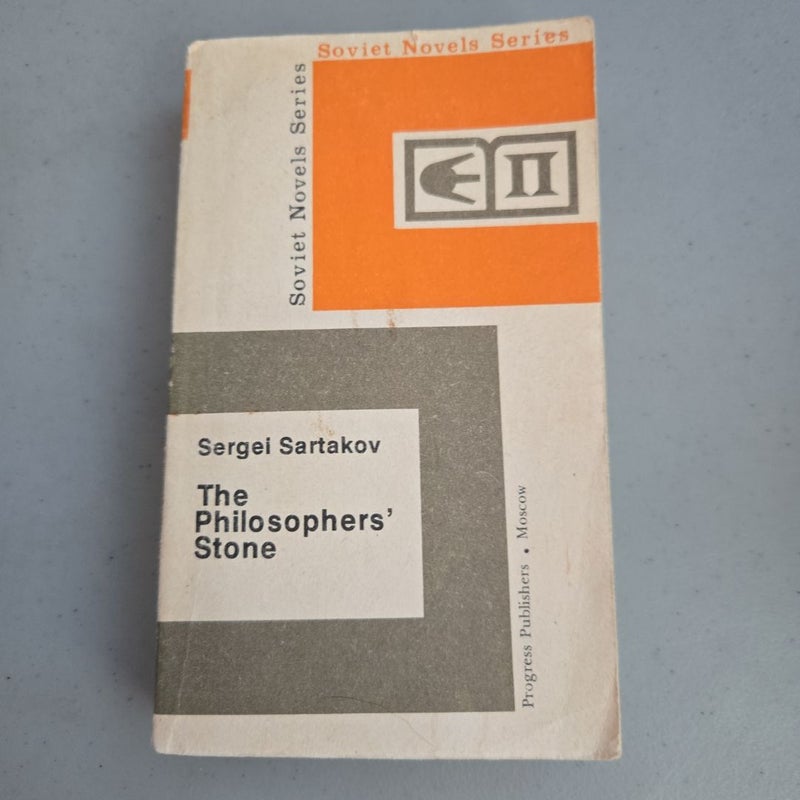 Soviet Novels Series
Soviet Novels Series
П
Sergei Sartakov
The
Philosophers'
Stone
Progress Publishers • Moscow